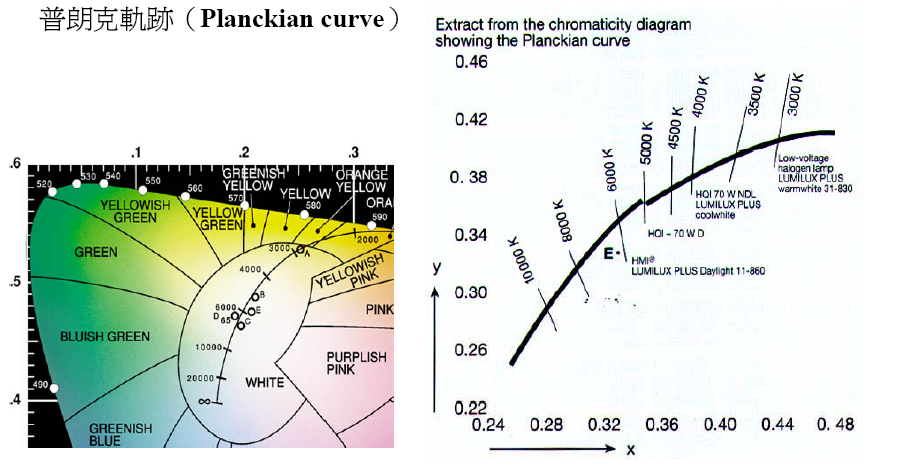 普朗克軌跡（Planckian curve）
Extract from the chromaticity diagram
showing the Planckian curve
0.46
0.42
0.38
0.34
0.30
0.26
0.22
0.24 0.28 0.32 0.36 0.40 0.44 0.48
y
x
10000 K
8000 K
6000 K
5000 K
4500 K
4000 K
3500 K
3000 K
Low-voltage
halogen lamp
LUMILUX PLUS
warmwhite 31-830
HQI 70 W NDL
LUMILUX PLUS
coolwhite
HQI - 70 W D
E
HMI®
LUMILUX PLUS Daylight 11-860
.1 .2 .3
.6
.5
.4
520
530
540
550
560
570
580
590
490
GREENISH
YELLOW
ORANGE
YELLOW
YELLOW
ORA
YELLOWISH
GREEN
YELLOW
GREEN
GREEN
2000
3000
A
4000
YELLOWISH
PINK
B
6000
E
D
65
C
PINK
BLUISH GREEN
10000
PURPLISH
PINK
20000
WHITE
∞
GREENISH
BLUE